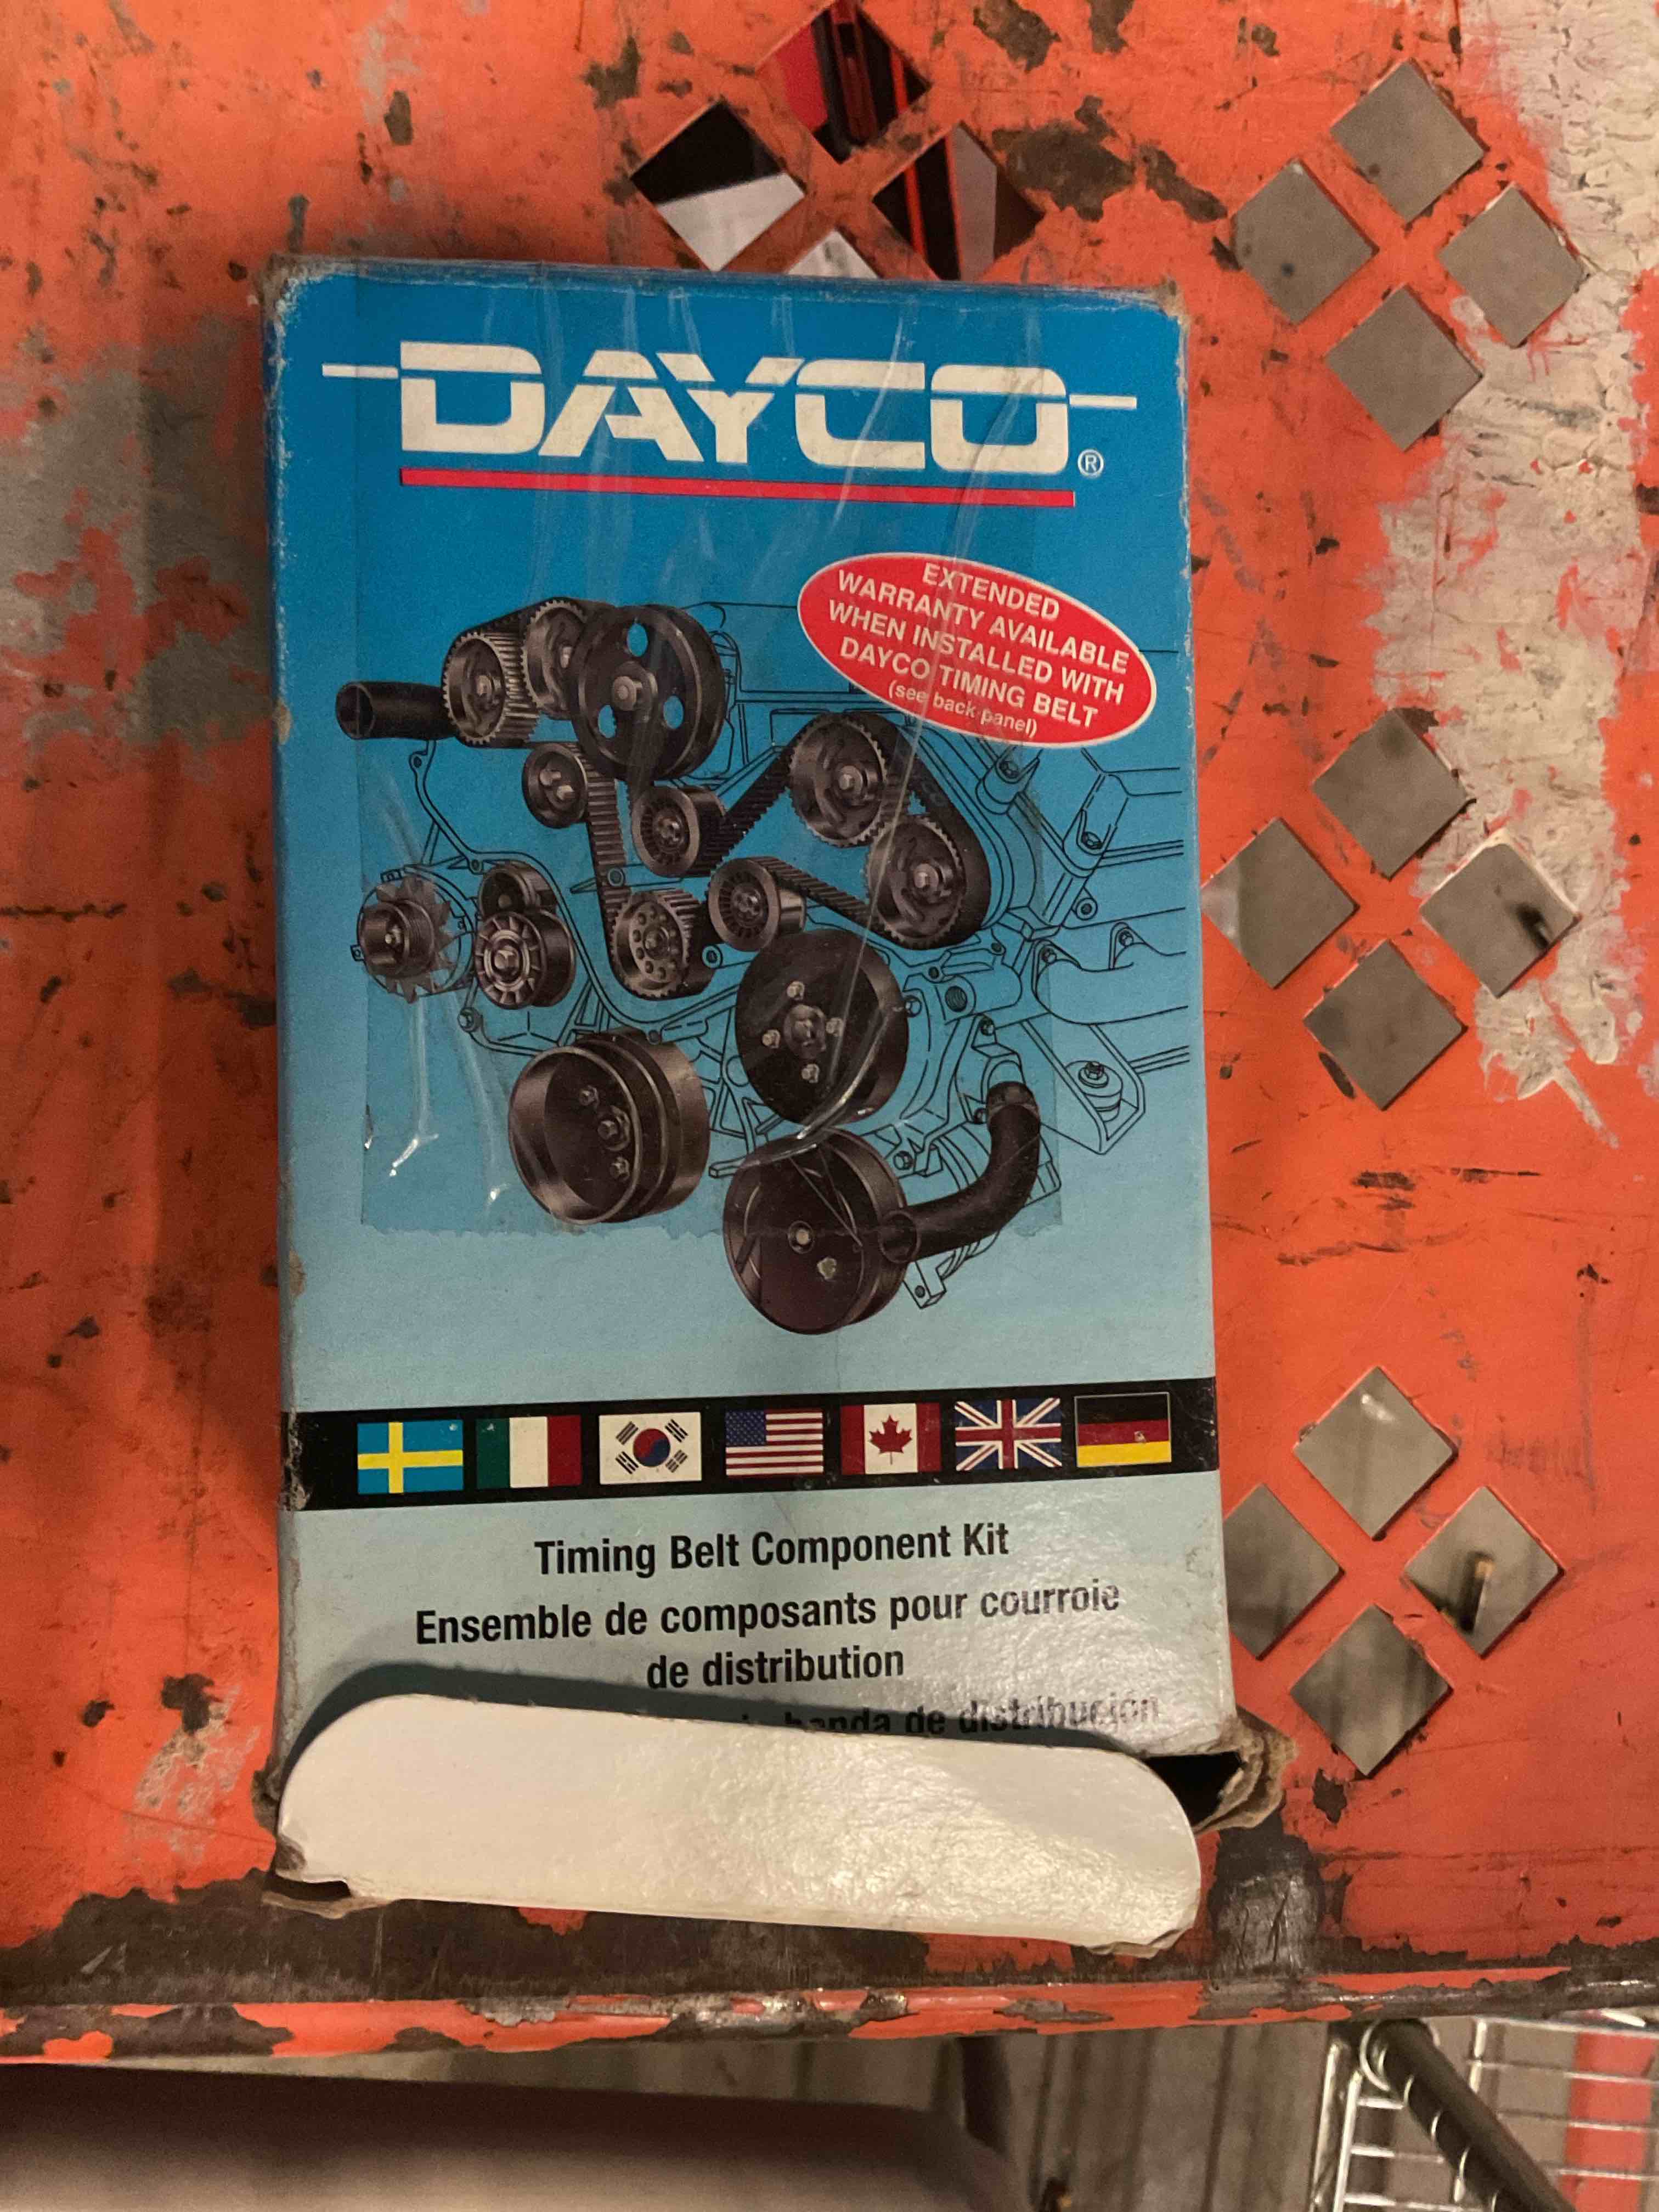 DAYCO®
EXTENDED
WARRANTY AVAILABLE
WHEN INSTALLED WITH
DAYCO TIMING BELT
(see back panel)
Timing Belt Component Kit
Ensemble de composants pour courroie
de distribution
banda de distribución